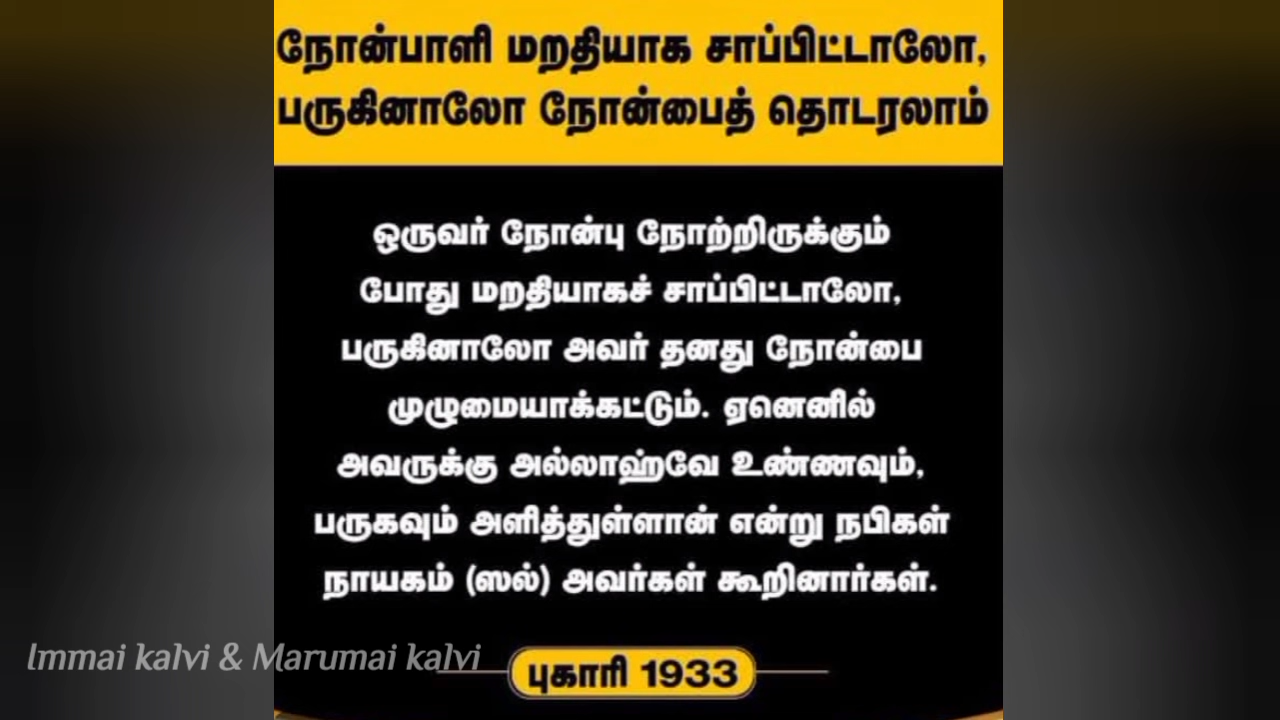 நோன்பாளி மறதியாக சாப்பிட்டாலோ,
பருகினாலோ நோன்பைத் தொடரலாம்
ஒருவர் நோன்பு நோற்றிருக்கும்
போது மறதியாகச் சாப்பிட்டாலோ,
பருகினாலோ அவர் தனது நோன்பை
முழுமையாக்கட்டும். ஏனெனில்
அவருக்கு அல்லாஹ்வே உண்ணவும்,
பருகவும் அளித்துள்ளான் என்று நபிகள்
நாயகம் (ஸல்) அவர்கள் கூறினார்கள்.
Immai kalvi & Marumai kalvi
புகாரி 1933